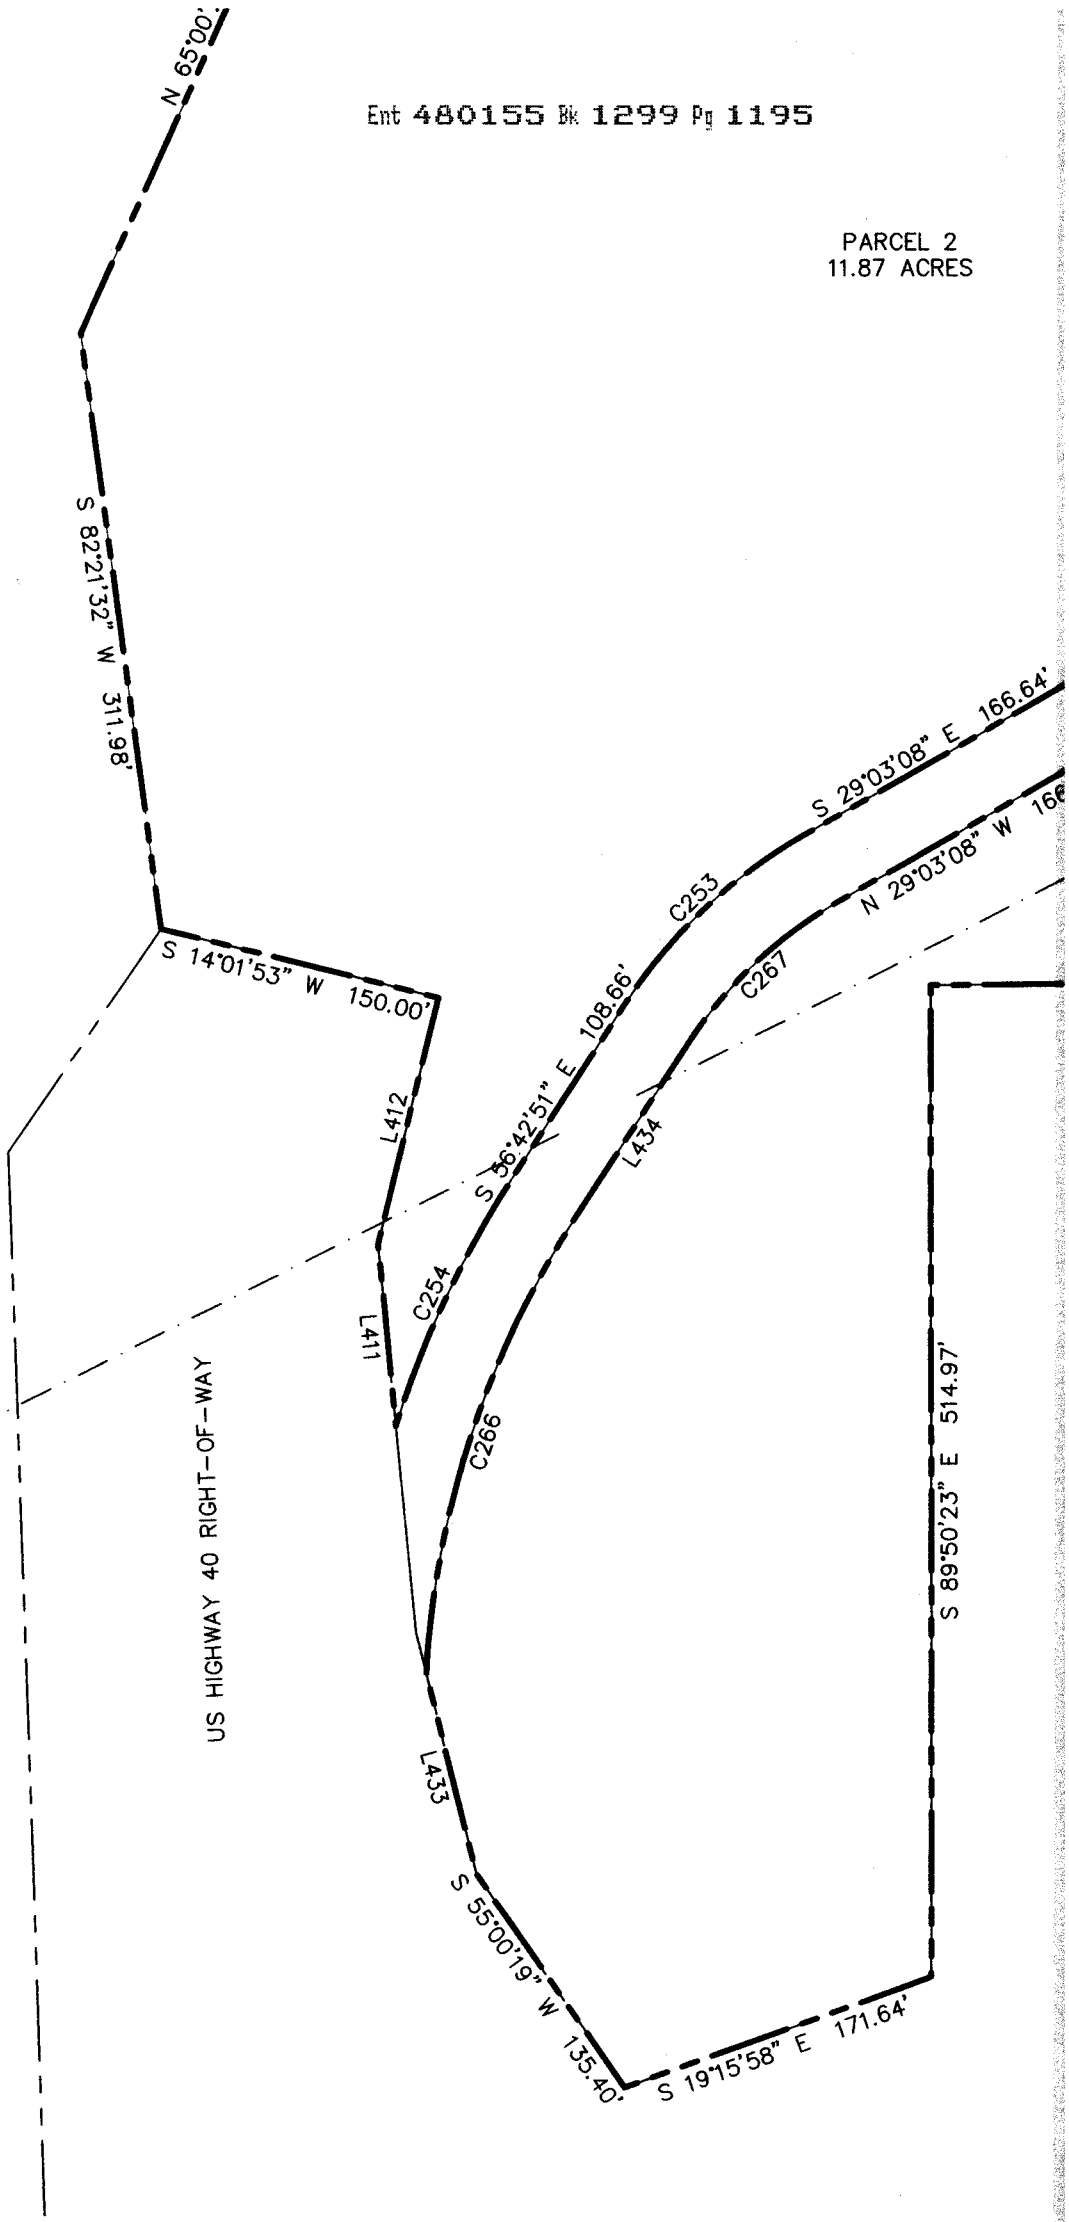 N 65°00'
Ent 480155 Bk 1299 Pg 1195
PARCEL 2
11.87 ACRES
S 82°21'32" W 311.98'
S 29°03'08" E 166.64'
N 29°03'08" W 166
C253
C267
S 14°01'53" W 150.00'
S 56°42'51" E 108.66'
L412
L434
C254
L411
C266
US HIGHWAY 40 RIGHT-OF-WAY
S 89°50'23" E 514.97'
L433
S 55°00'19" W 135.40'
S 19°15'58" E 171.64'